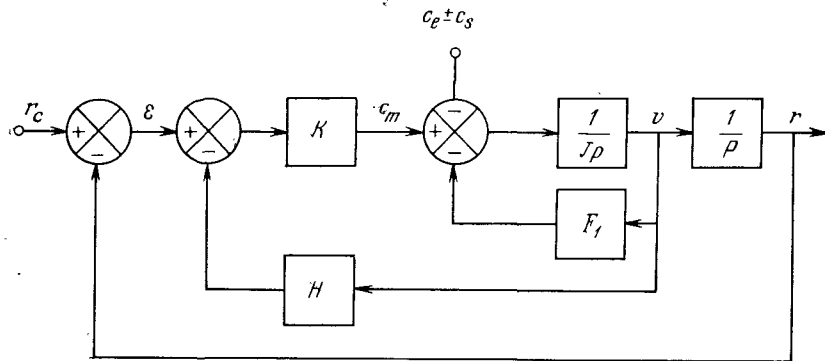 c_e ± c_s
r_c
+
−
ε
+
−
K
c_m
+
−
−
1
Jp
v
1
P
r
F_1
H